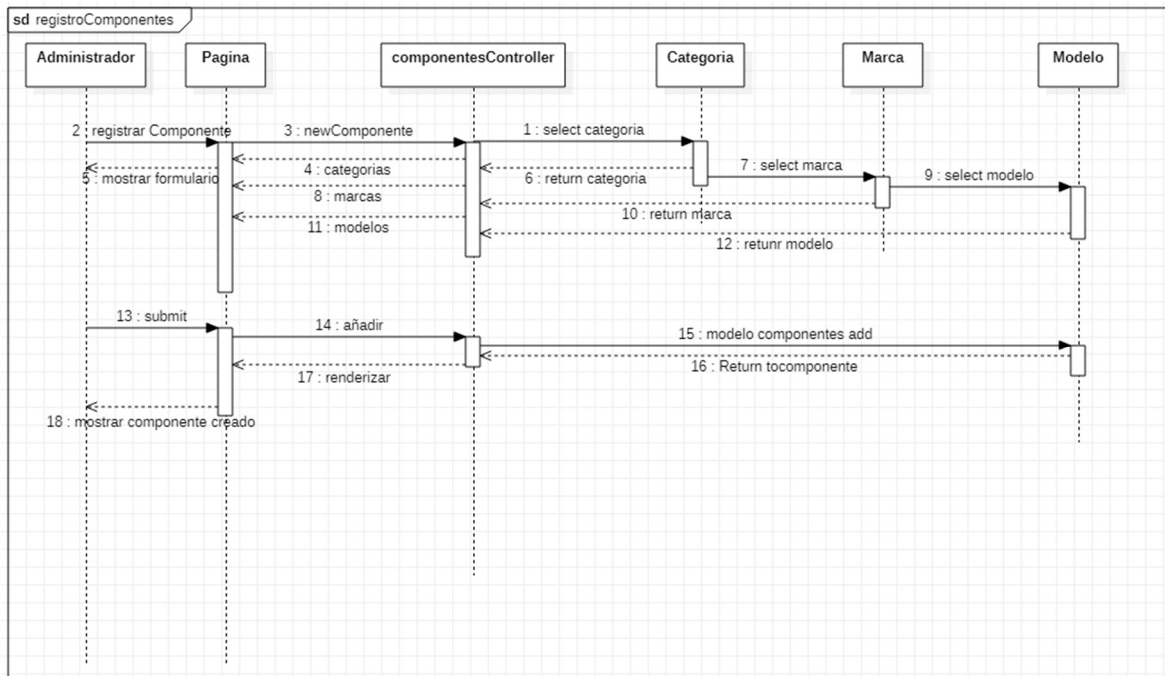 sd registroComponentes
Administrador
Pagina
componentesController
Categoria
Marca
Modelo
2 : registrar Componente
3 : newComponente
1 : select categoria
4 : categorias
7 : select marca
5 : mostrar formulario
6 : return categoria
9 : select modelo
8 : marcas
10 : return marca
11 : modelos
12 : retunr modelo
13 : submit
14 : añadir
15 : modelo componentes add
16 : Return tocomponente
17 : renderizar
18 : mostrar componente creado